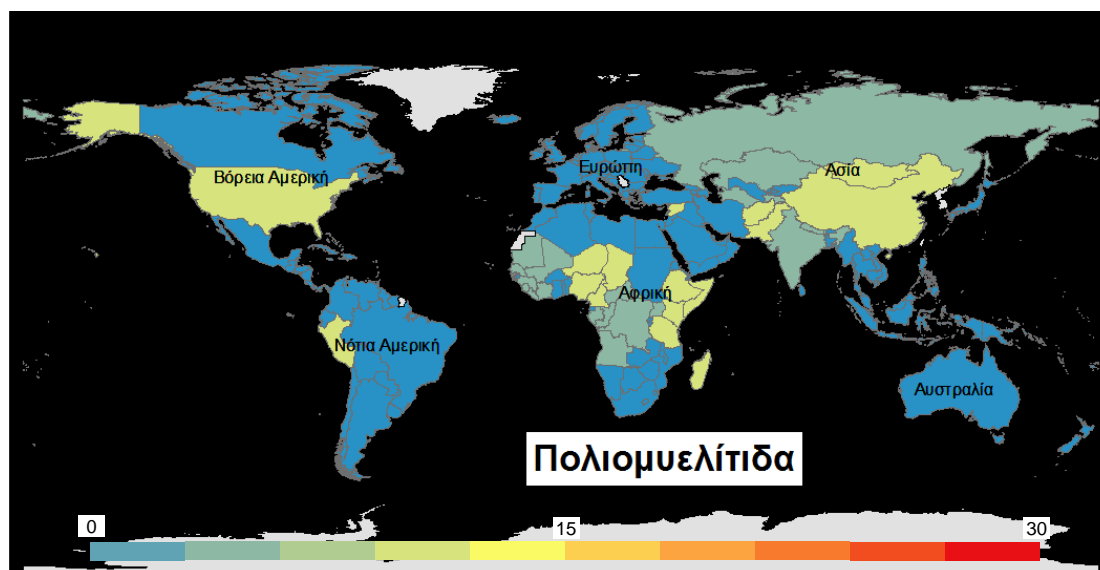 Βόρεια Αμερική
Ευρώπη
Ασία
Αφρική
Νότια Αμερική
Αυστραλία
Πολιομυελίτιδα
0
15
30